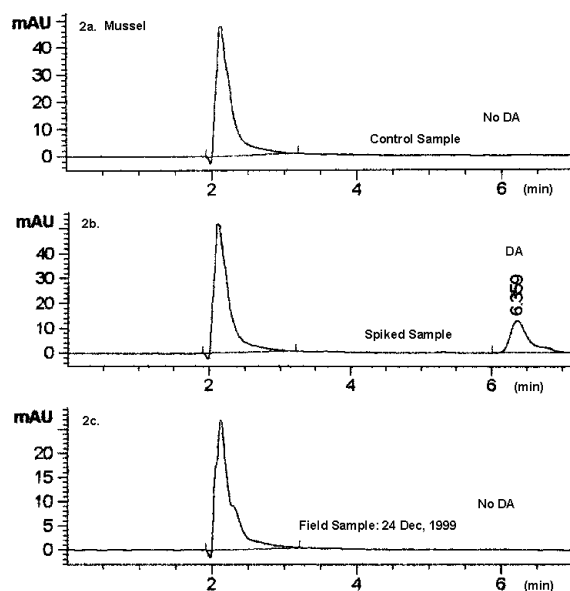 mAU
2a. Mussel
40
30
20
10
0
No DA
Control Sample
2
4
6
(min)
mAU
2b.
40
30
20
10
0
DA
6.359
Spiked Sample
2
4
6
(min)
mAU
2c.
20
15
10
5
0
No DA
Field Sample: 24 Dec, 1999
2
4
6
(min)